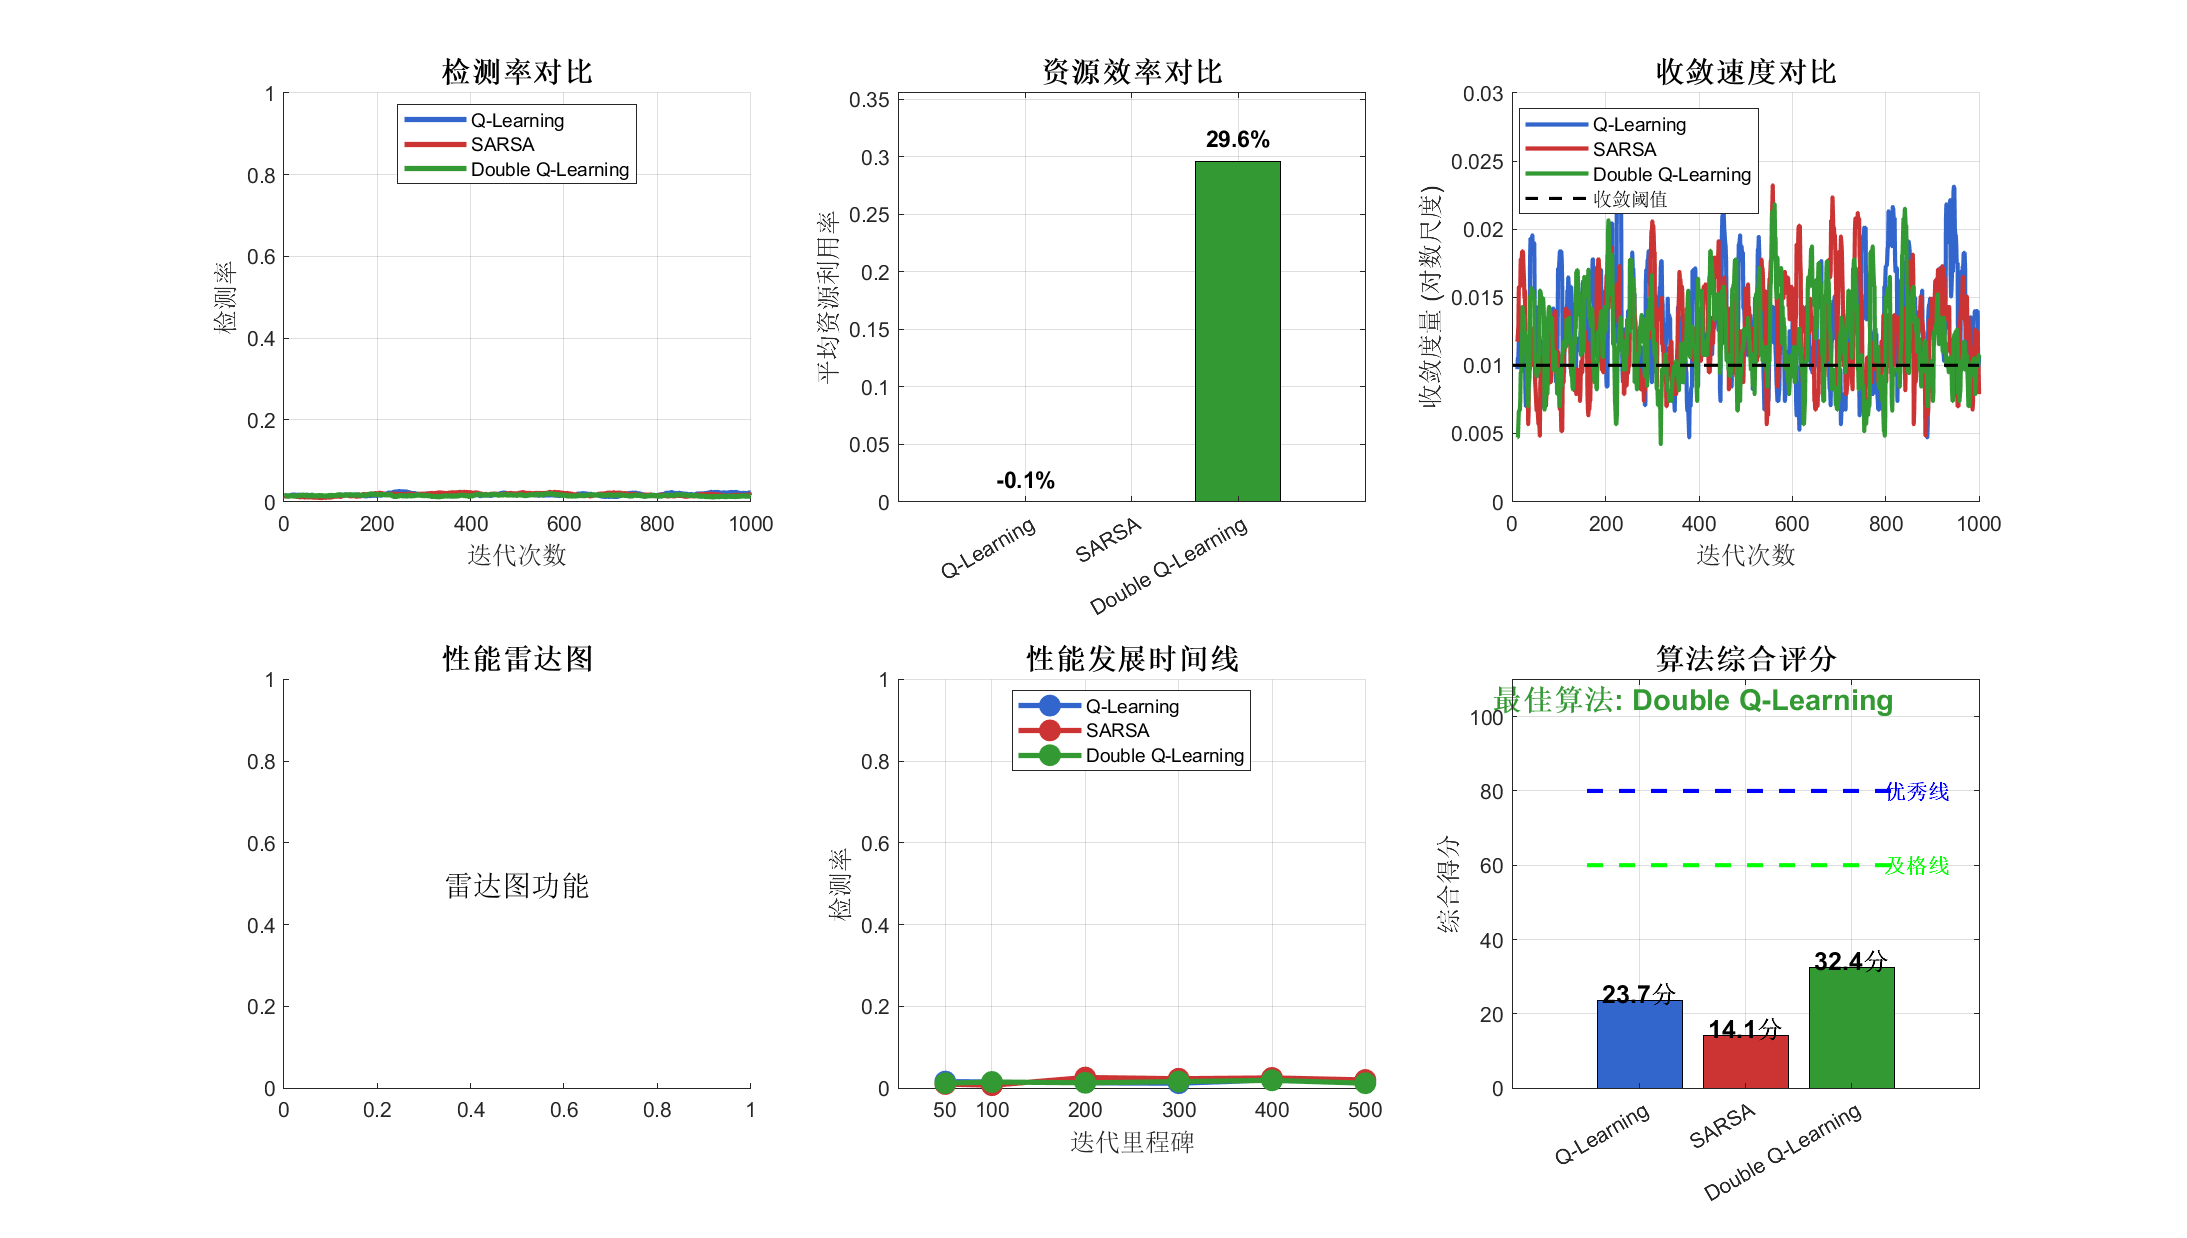 检测率对比
1
0.8
0.6
0.4
0.2
0
检测率
Q-Learning
SARSA
Double Q-Learning
0 200 400 600 800 1000
迭代次数
资源效率对比
0.35
0.3
0.25
0.2
0.15
0.1
0.05
0
平均资源利用率
-0.1%
29.6%
Q-Learning
SARSA
Double Q-Learning
收敛速度对比
0.03
0.025
0.02
0.015
0.01
0.005
0
收敛度量 (对数尺度)
Q-Learning
SARSA
Double Q-Learning
收敛阈值
0 200 400 600 800 1000
迭代次数
性能雷达图
1
0.8
0.6
0.4
0.2
0
雷达图功能
0 0.2 0.4 0.6 0.8 1
性能发展时间线
1
0.8
0.6
0.4
0.2
0
检测率
Q-Learning
SARSA
Double Q-Learning
50 100 200 300 400 500
迭代里程碑
算法综合评分
最佳算法: Double Q-Learning
100
80
60
40
20
0
综合得分
优秀线
及格线
23.7分
14.1分
32.4分
Q-Learning
SARSA
Double Q-Learning